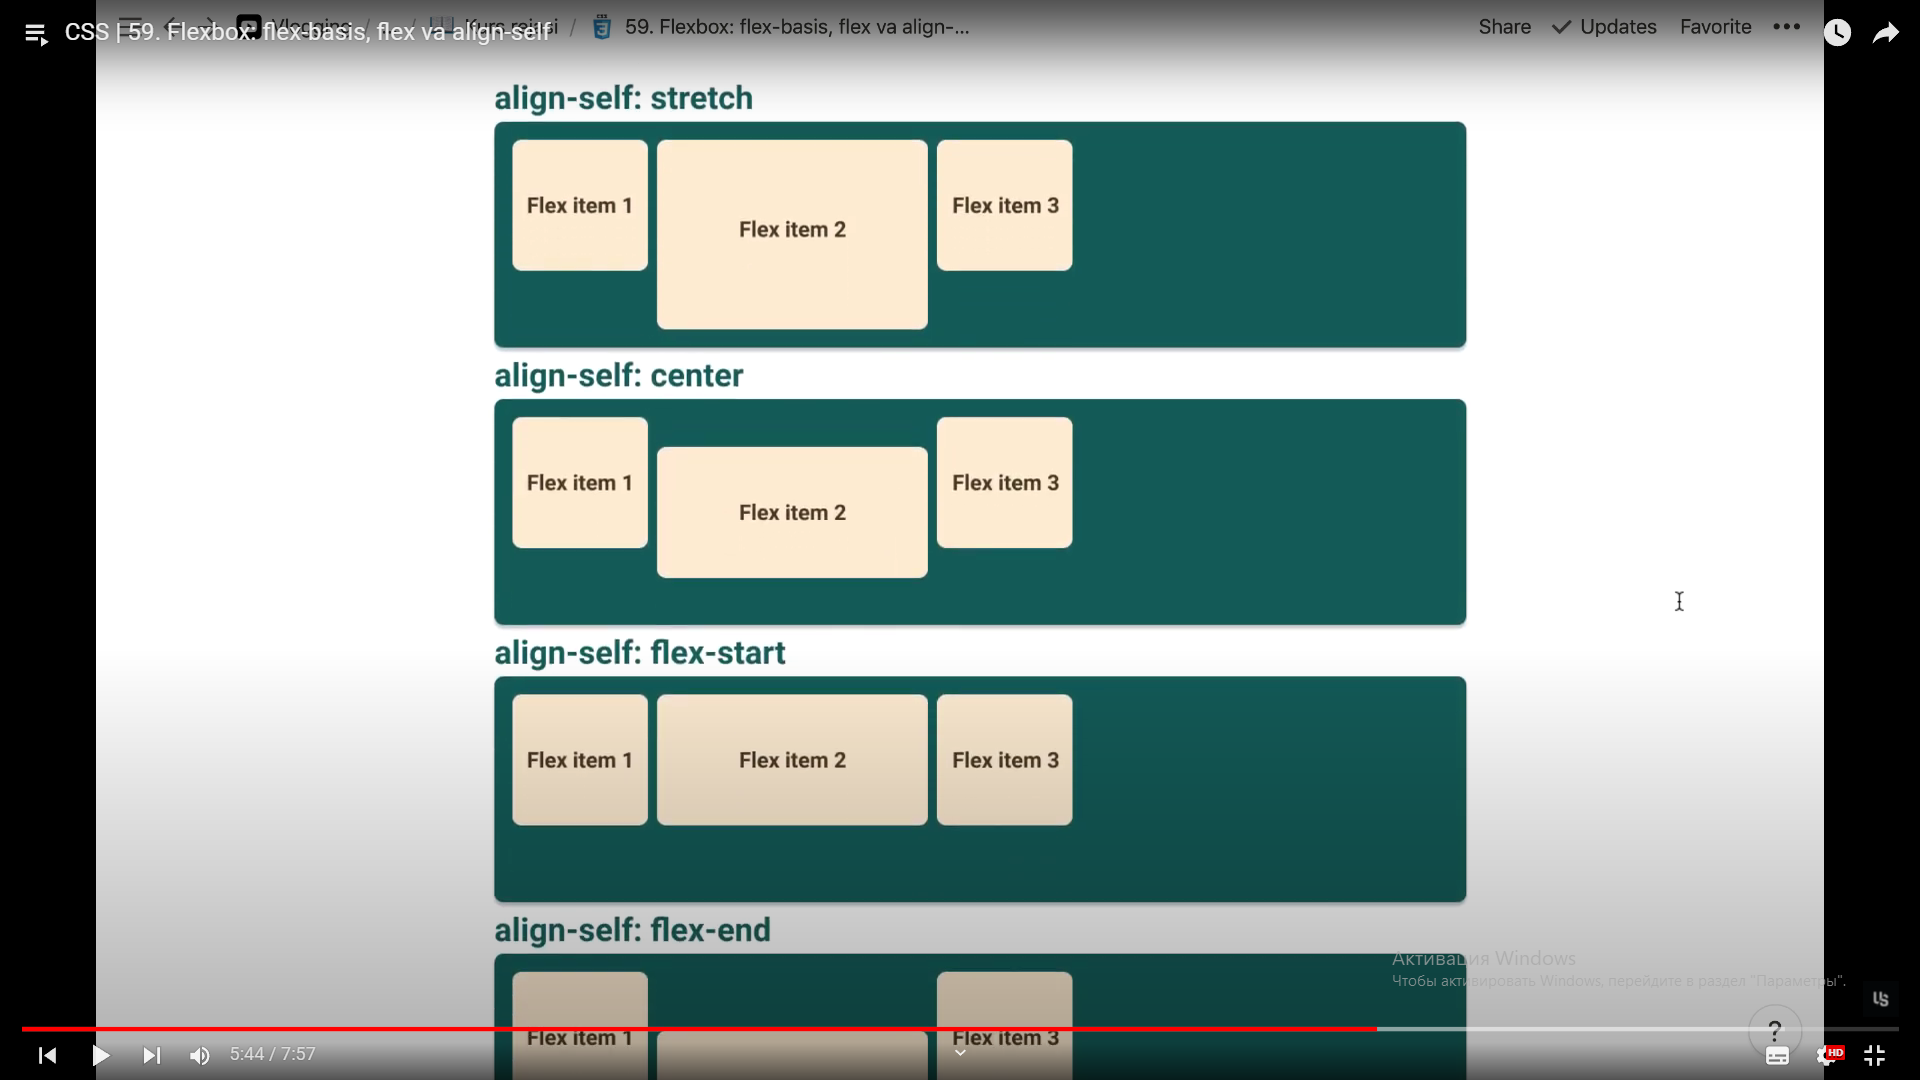 CSS | 59. Flexbox: flex-basis, flex va align-self
Vlogging / ... / Kurs rejasi / 59. Flexbox: flex-basis, flex va align-...
Share Updates Favorite
align-self: stretch
Flex item 1 Flex item 2 Flex item 3
align-self: center
Flex item 1 Flex item 2 Flex item 3
align-self: flex-start
Flex item 1 Flex item 2 Flex item 3
align-self: flex-end
Активация Windows
Чтобы активировать Windows, перейдите в раздел "Параметры".
Flex item 1 Flex item 3
?
5:44 / 7:57
HD